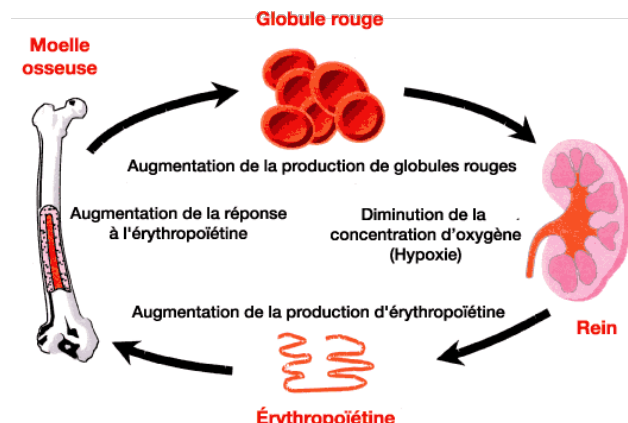 Globule rouge
Moelle
osseuse
Augmentation de la production de globules rouges
Augmentation de la réponse
à l'érythropoïétine
Diminution de la
concentration d'oxygène
(Hypoxie)
Augmentation de la production d'érythropoïétine
Rein
Érythropoïétine